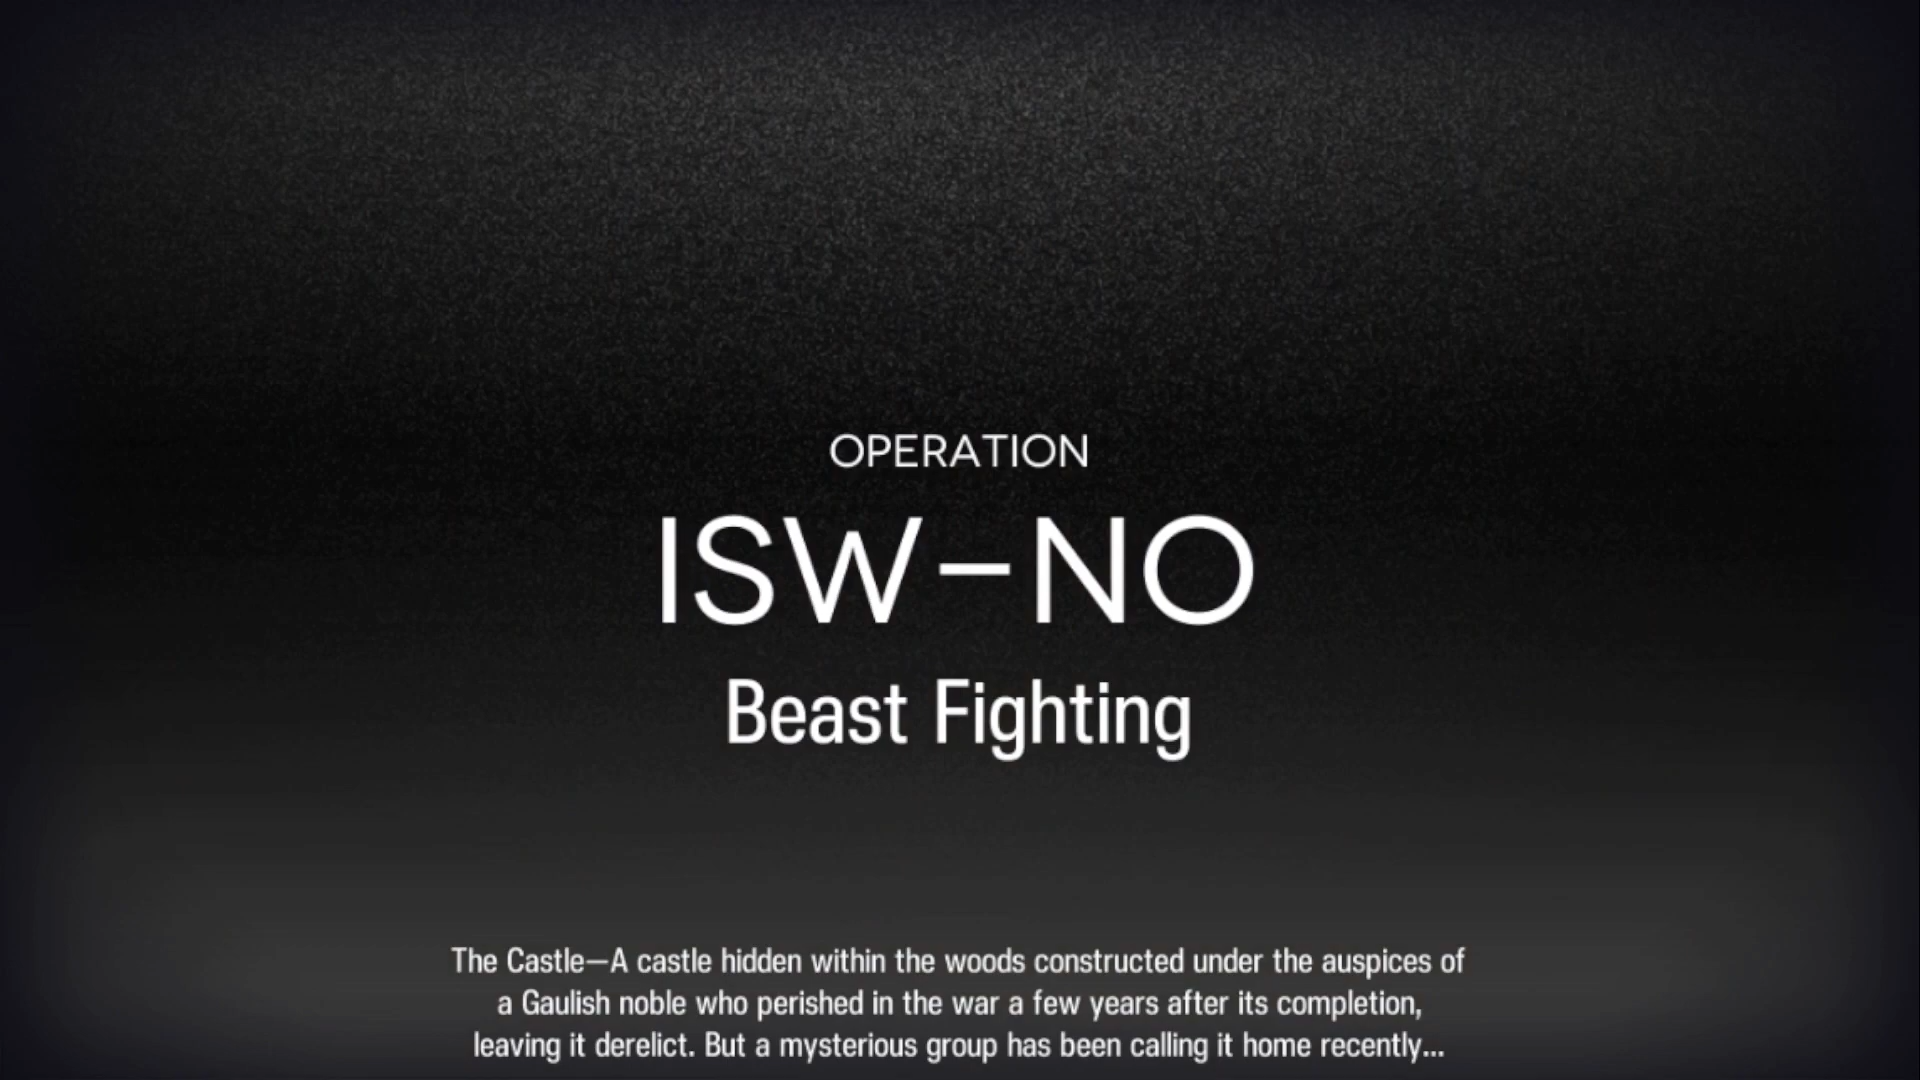 OPERATION
ISW-NO
Beast Fighting
The Castle—A castle hidden within the woods constructed under the auspices of
a Gaulish noble who perished in the war a few years after its completion,
leaving it derelict. But a mysterious group has been calling it home recently...